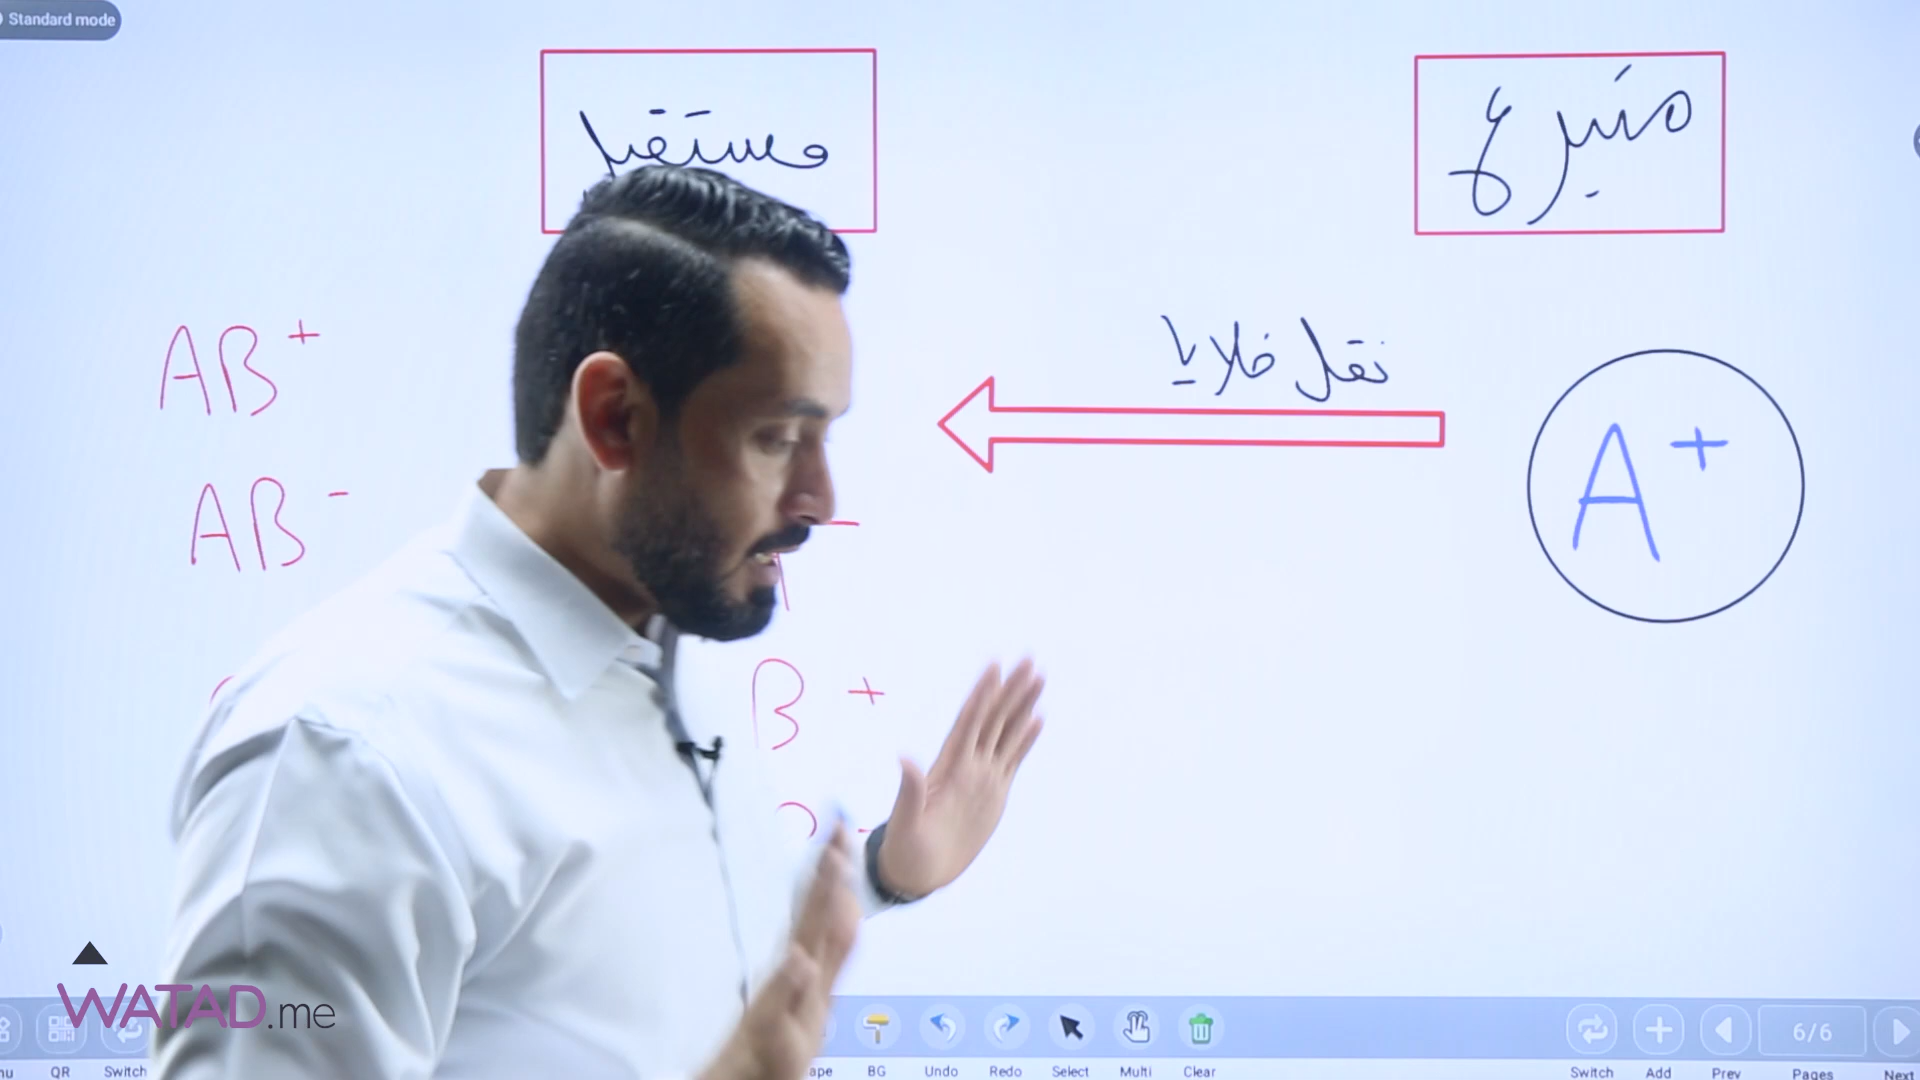 Standard mode
متبرع
مستقبل
نقل خلايا
A+
AB+
AB-
B+
WATAD.me
QR
Switch
BG
Undo
Redo
Select
Multi
Clear
Switch
Add
Prev
6/6
Pages
Next